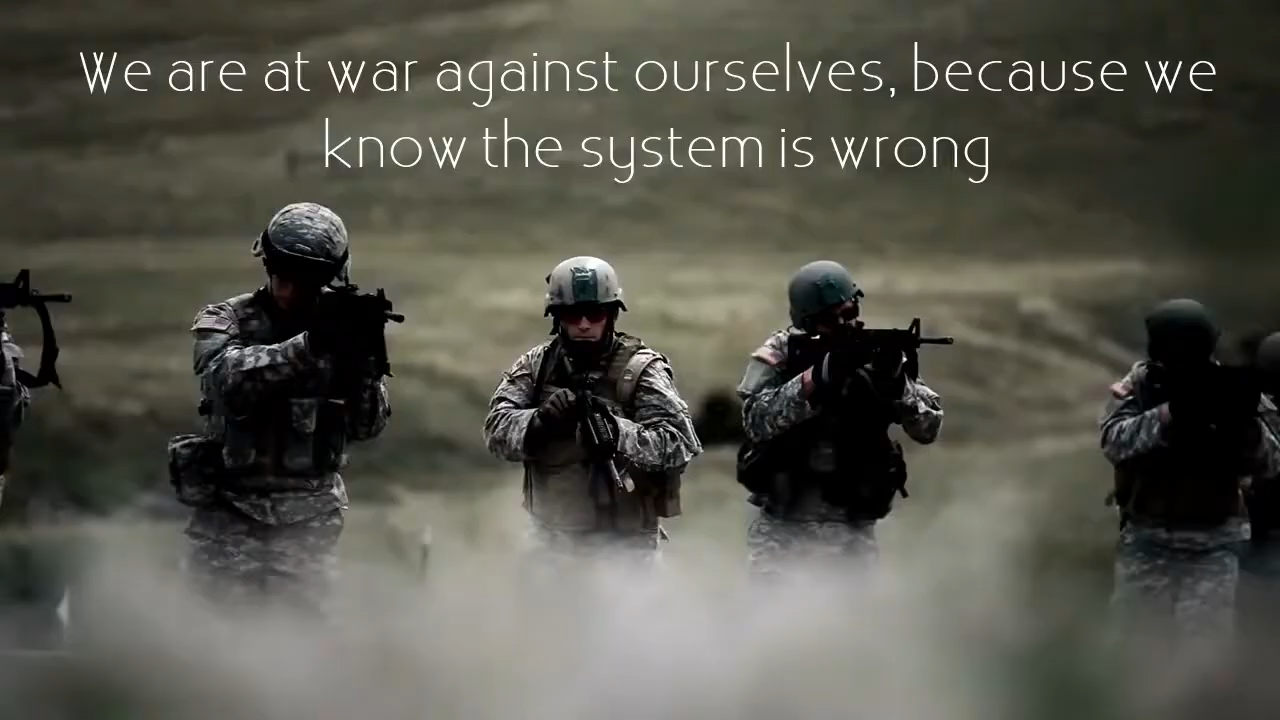 We are at war against ourselves, because we
know the system is wrong